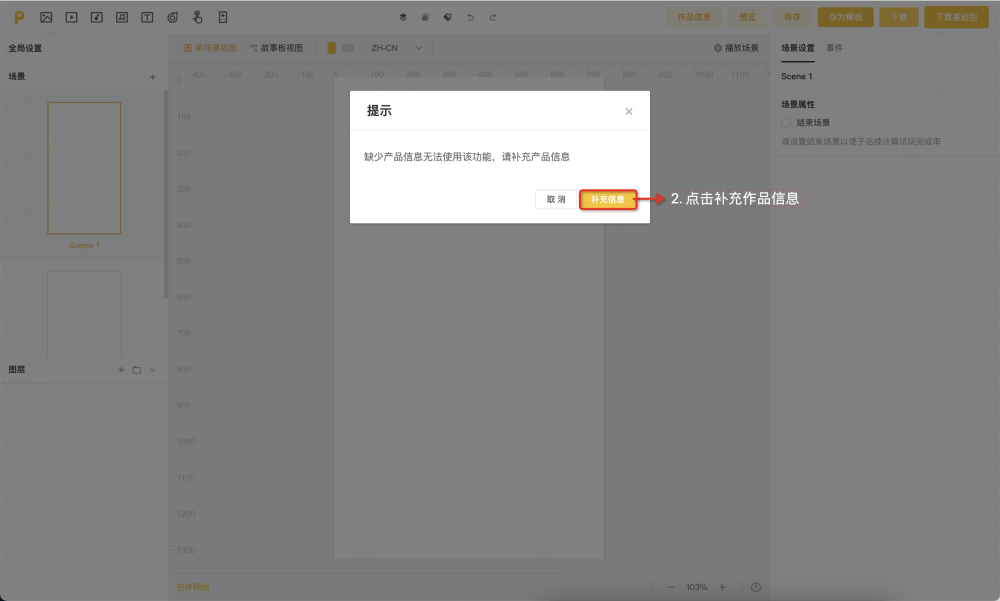 作品信息 预览 保存 存为模板 下载 下载基础包
全局设置
单场景视图 故事板视图 ZH-CN 播放场景
场景设置 事件
场景
-400 -300 -200 -100 0 100 200 300 400 500 600 700 800 900 1000 1100
Scene 1
0
100
200
300
400
500
600
700
800
900
1000
1100
1200
1300
场景属性
结束场景
请设置结束场景以便于后续计算试玩完成率
提示
缺少产品信息无法使用该功能，请补充产品信息
取 消 补充信息
2. 点击补充作品信息
Scene 1
图层
103%